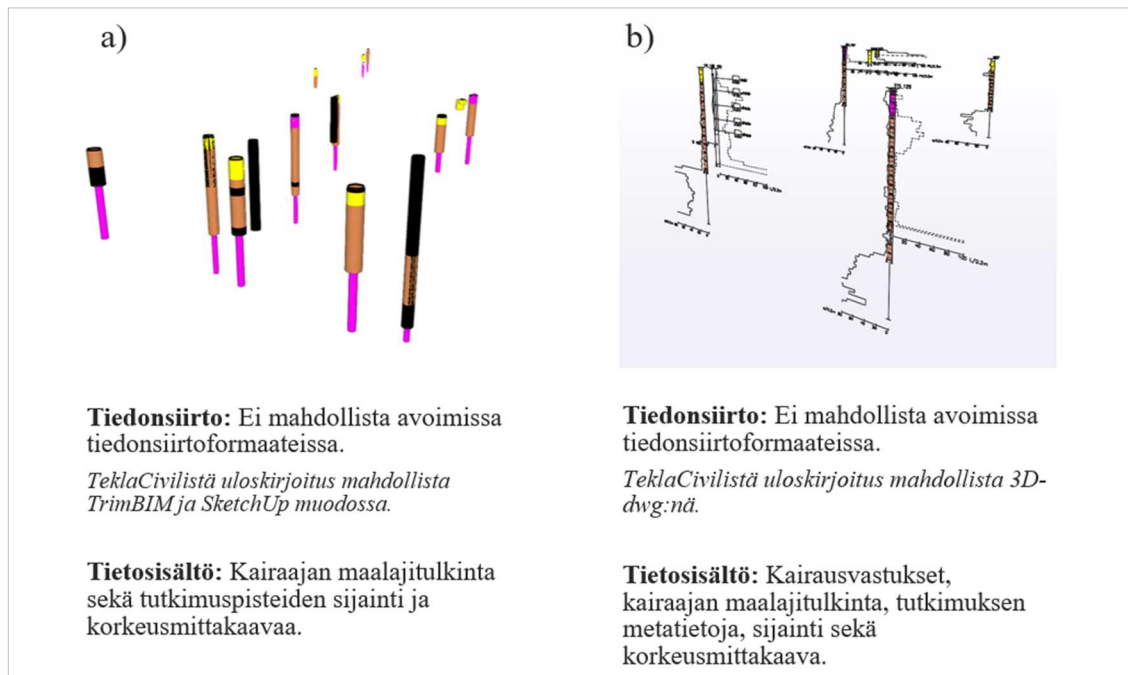 a)
Tiedonsiirto: Ei mahdollista avoimissa
tiedonsiirtoformaateissa.
TeklaCivilistä uloskirjoitus mahdollista
TrimBIM ja SketchUp muodossa.
Tietosisältö: Kairaajan maalajitulkinta
sekä tutkimuspisteiden sijainti ja
korkeusmittakaavaa.
b)
Tiedonsiirto: Ei mahdollista avoimissa
tiedonsiirtoformaateissa.
TeklaCivilistä uloskirjoitus mahdollista 3D-
dwg:nä.
Tietosisältö: Kairausvastukset,
kairaajan maalajitulkinta, tutkimuksen
metatietoja, sijainti sekä
korkeusmittakaava.